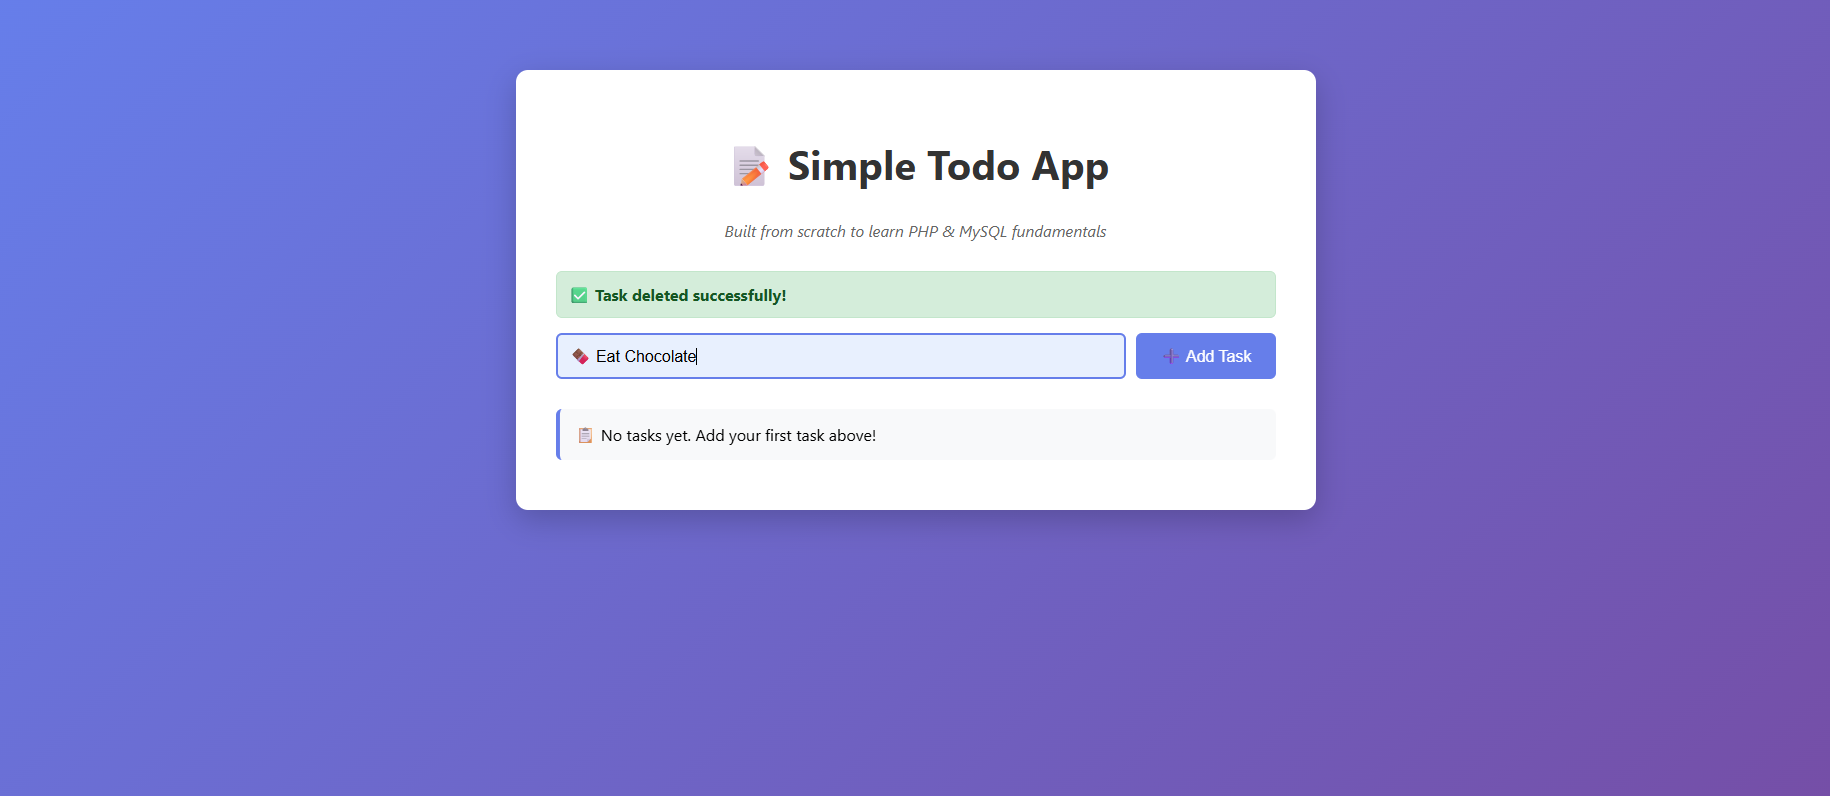 📝 Simple Todo App
Built from scratch to learn PHP & MySQL fundamentals
✅ Task deleted successfully!
🍫 Eat Chocolate
➕ Add Task
📋 No tasks yet. Add your first task above!